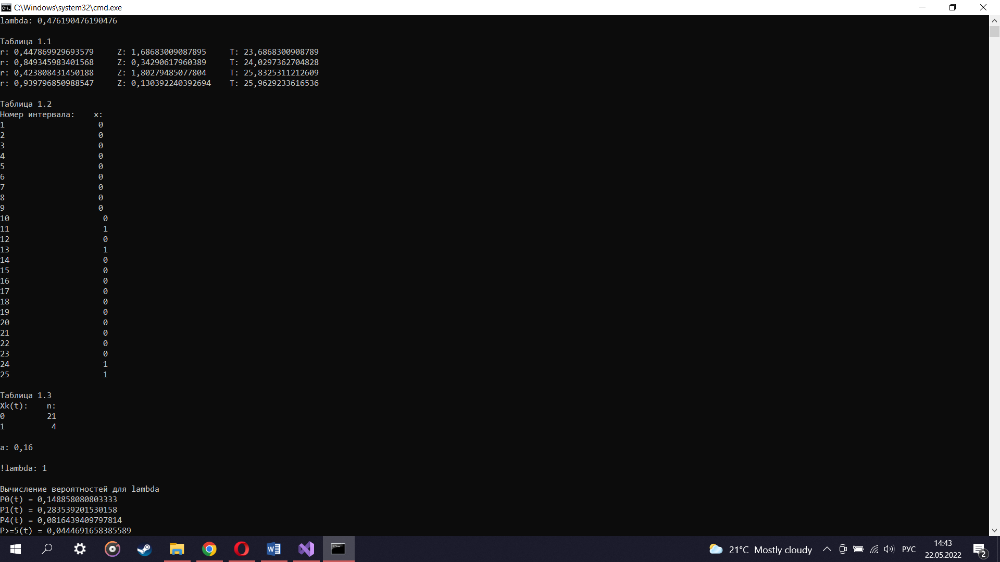 C:\Windows\system32\cmd.exe
lambda: 0,476190476190476
Таблица 1.1
r: 0,447869929693579     Z: 1,68683009087895     T: 23,6868300908789
r: 0,849345983401568     Z: 0,34290617960389     T: 24,0297362704828
r: 0,423808431450188     Z: 1,80279485077804     T: 25,8325311212609
r: 0,939796850988547     Z: 0,130392240392694    T: 25,9629233616536
Таблица 1.2
Номер интервала:    x:
1                    0
2                    0
3                    0
4                    0
5                    0
6                    0
7                    0
8                    0
9                    0
10                    0
11                    1
12                    0
13                    1
14                    0
15                    0
16                    0
17                    0
18                    0
19                    0
20                    0
21                    0
22                    0
23                    0
24                    1
25                    1
Таблица 1.3
Xk(t):    n:
0         21
1          4
a: 0,16
!lambda: 1
Вычисление вероятностей для lambda
P0(t) = 0,148858080803333
P1(t) = 0,283539201530158
P4(t) = 0,0816439409797814
P>=5(t) = 0,0444691658385589
21°C Mostly cloudy
РУС
14:43
22.05.2022
2